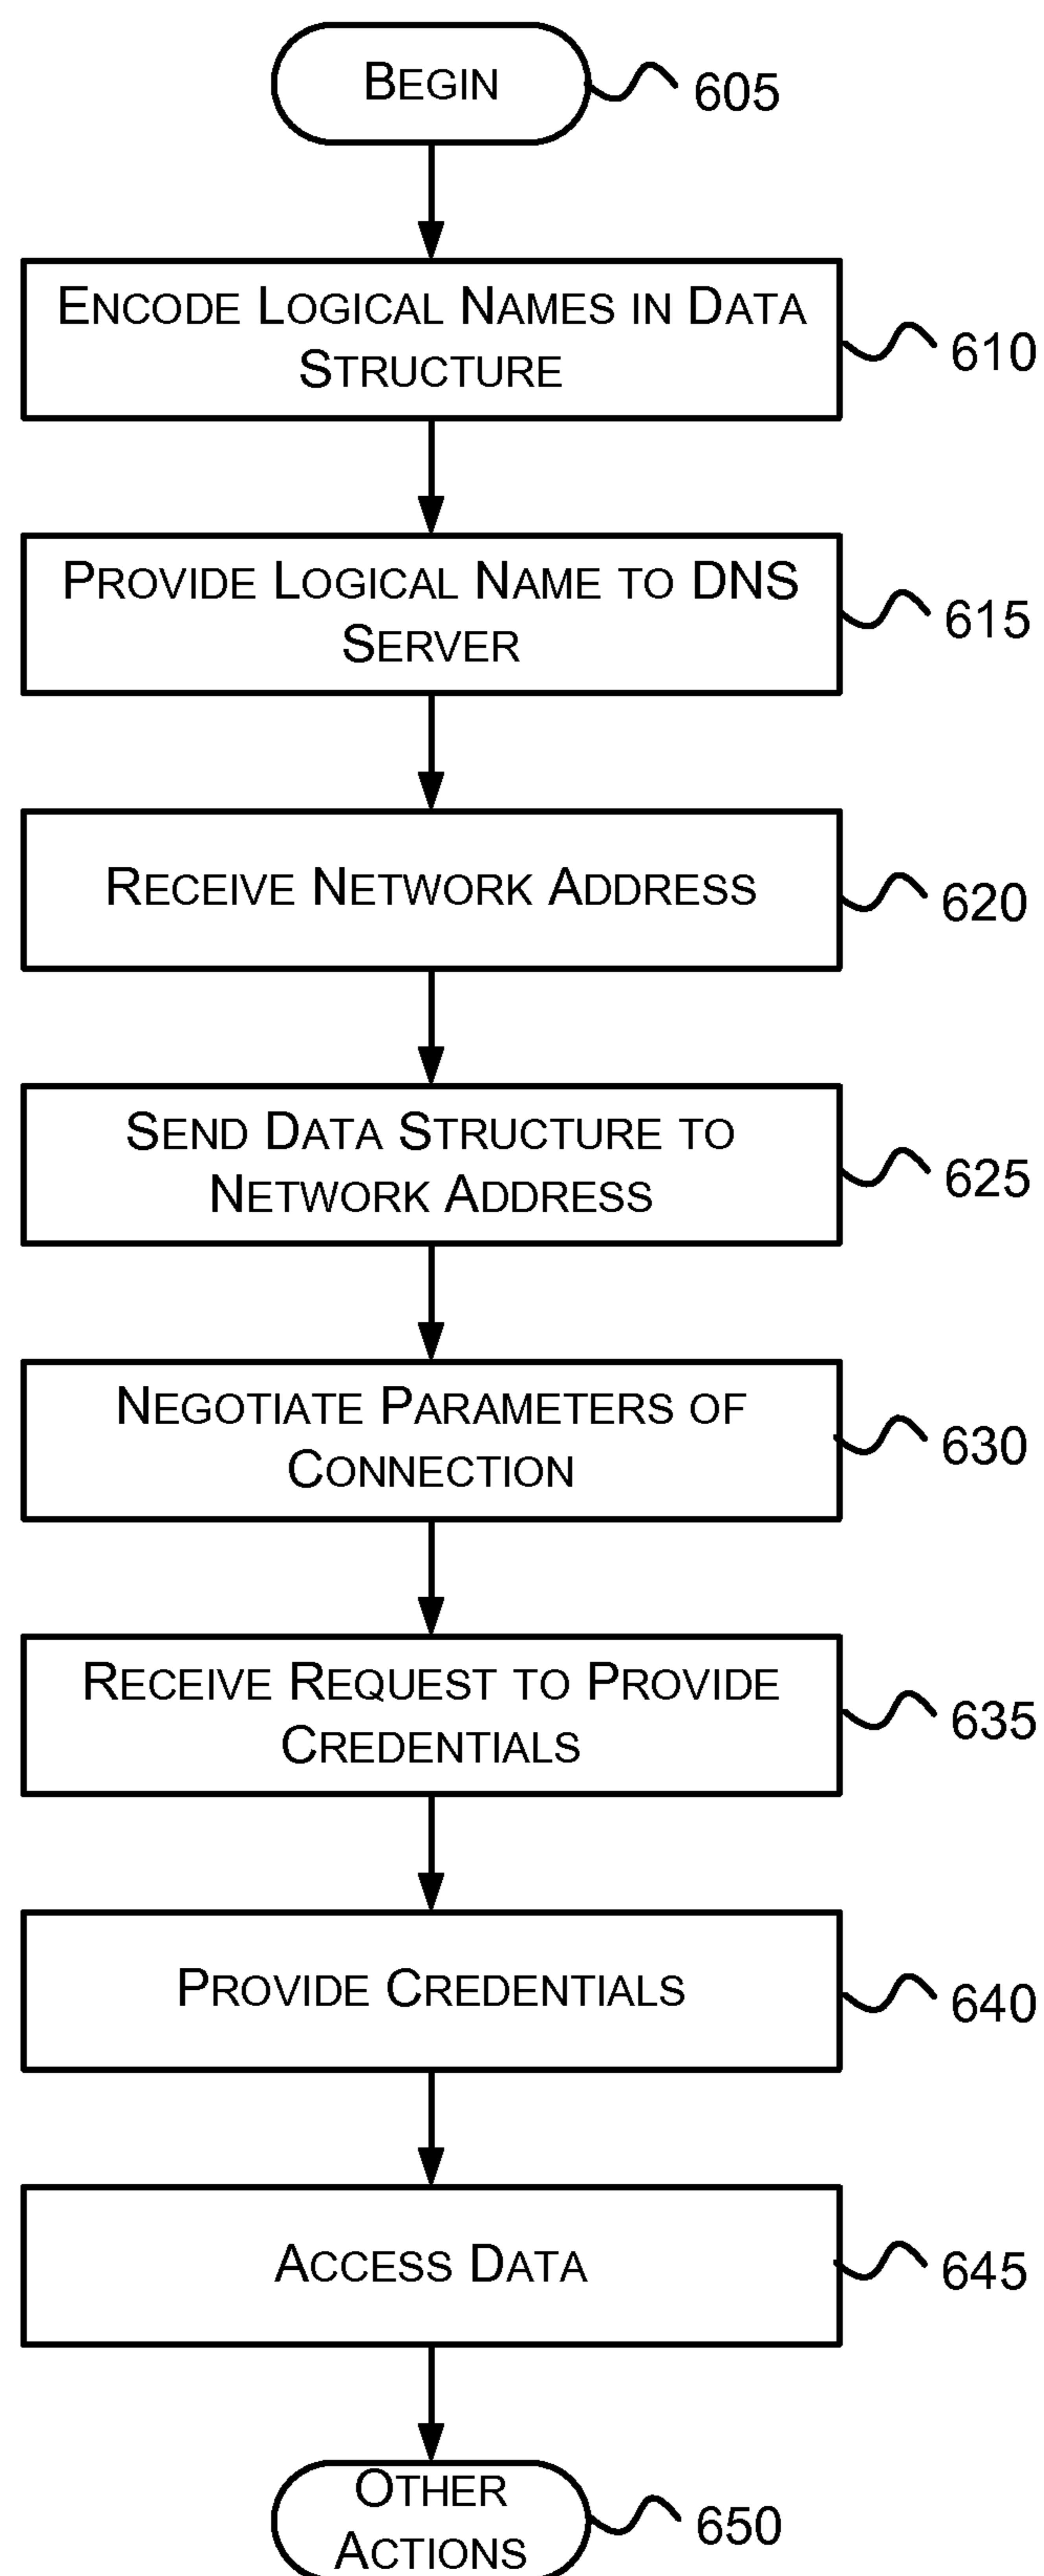 BEGIN
605
ENCODE LOGICAL NAMES IN DATA
STRUCTURE
610
PROVIDE LOGICAL NAME TO DNS
SERVER
615
RECEIVE NETWORK ADDRESS
620
SEND DATA STRUCTURE TO
NETWORK ADDRESS
625
NEGOTIATE PARAMETERS OF
CONNECTION
630
RECEIVE REQUEST TO PROVIDE
CREDENTIALS
635
PROVIDE CREDENTIALS
640
ACCESS DATA
645
OTHER
ACTIONS
650